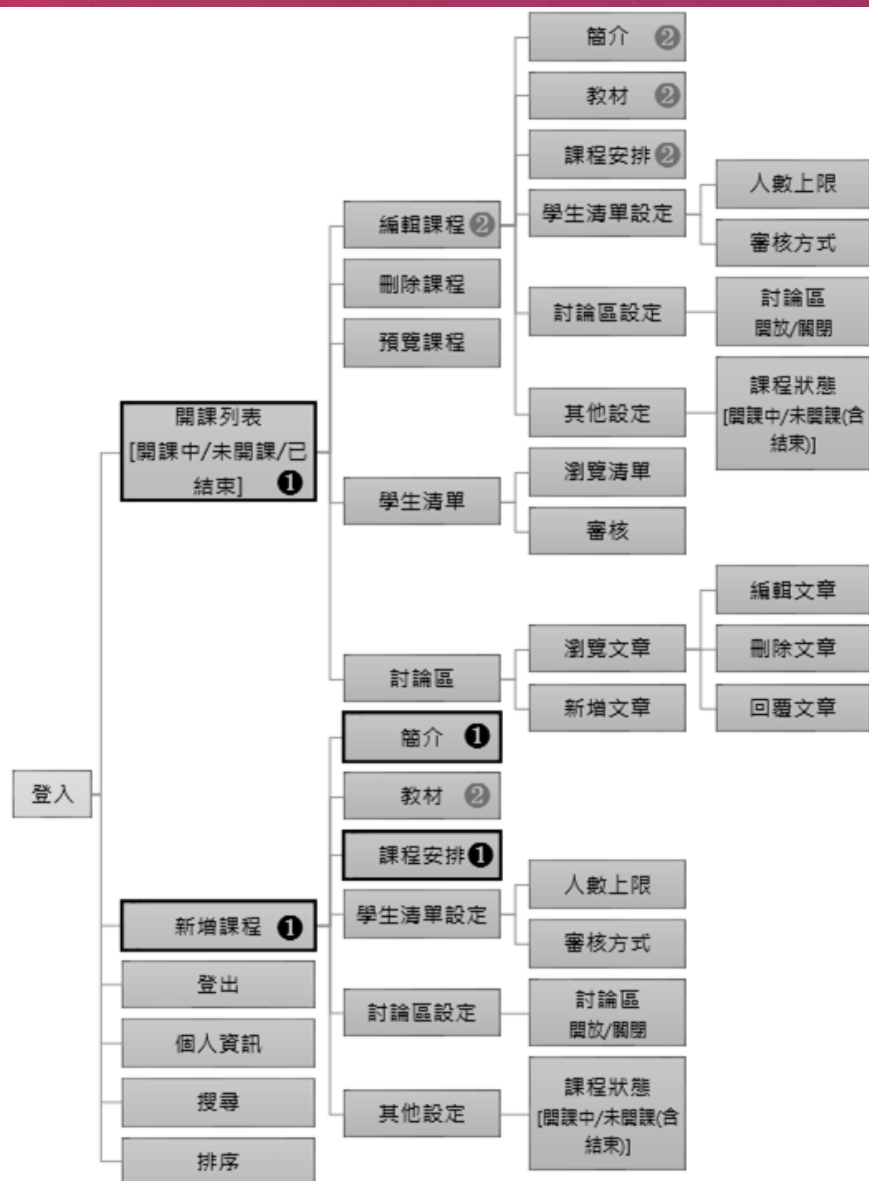 簡介 ❷
教材 ❷
課程安排 ❷
人數上限
學生清單設定
編輯課程 ❷
審核方式
刪除課程
討論區
開放/關閉
討論區設定
預覽課程
課程狀態
[開課中/未開課(含
結束)]
其他設定
開課列表
[開課中/未開課/已
結束] ❶
瀏覽清單
學生清單
審核
編輯文章
瀏覽文章
刪除文章
討論區
新增文章
回覆文章
簡介 ❶
登入
教材 ❷
課程安排 ❶
人數上限
學生清單設定
新增課程 ❶
審核方式
登出
討論區
開放/關閉
討論區設定
個人資訊
課程狀態
[開課中/未開課(含
結束)]
其他設定
搜尋
排序